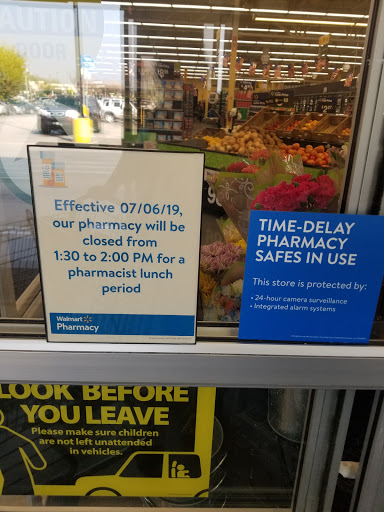 CAUTION
DOOR
Effective 07/06/19,
our pharmacy will be
closed from
1:30 to 2:00 PM for a
pharmacist lunch
period
Walmart
Pharmacy
TIME-DELAY
PHARMACY
SAFES IN USE
This store is protected by:
• 24-hour camera surveillance
• Integrated alarm systems
LOOK BEFORE
YOU LEAVE
Please make sure children
are not left unattended
in vehicles.